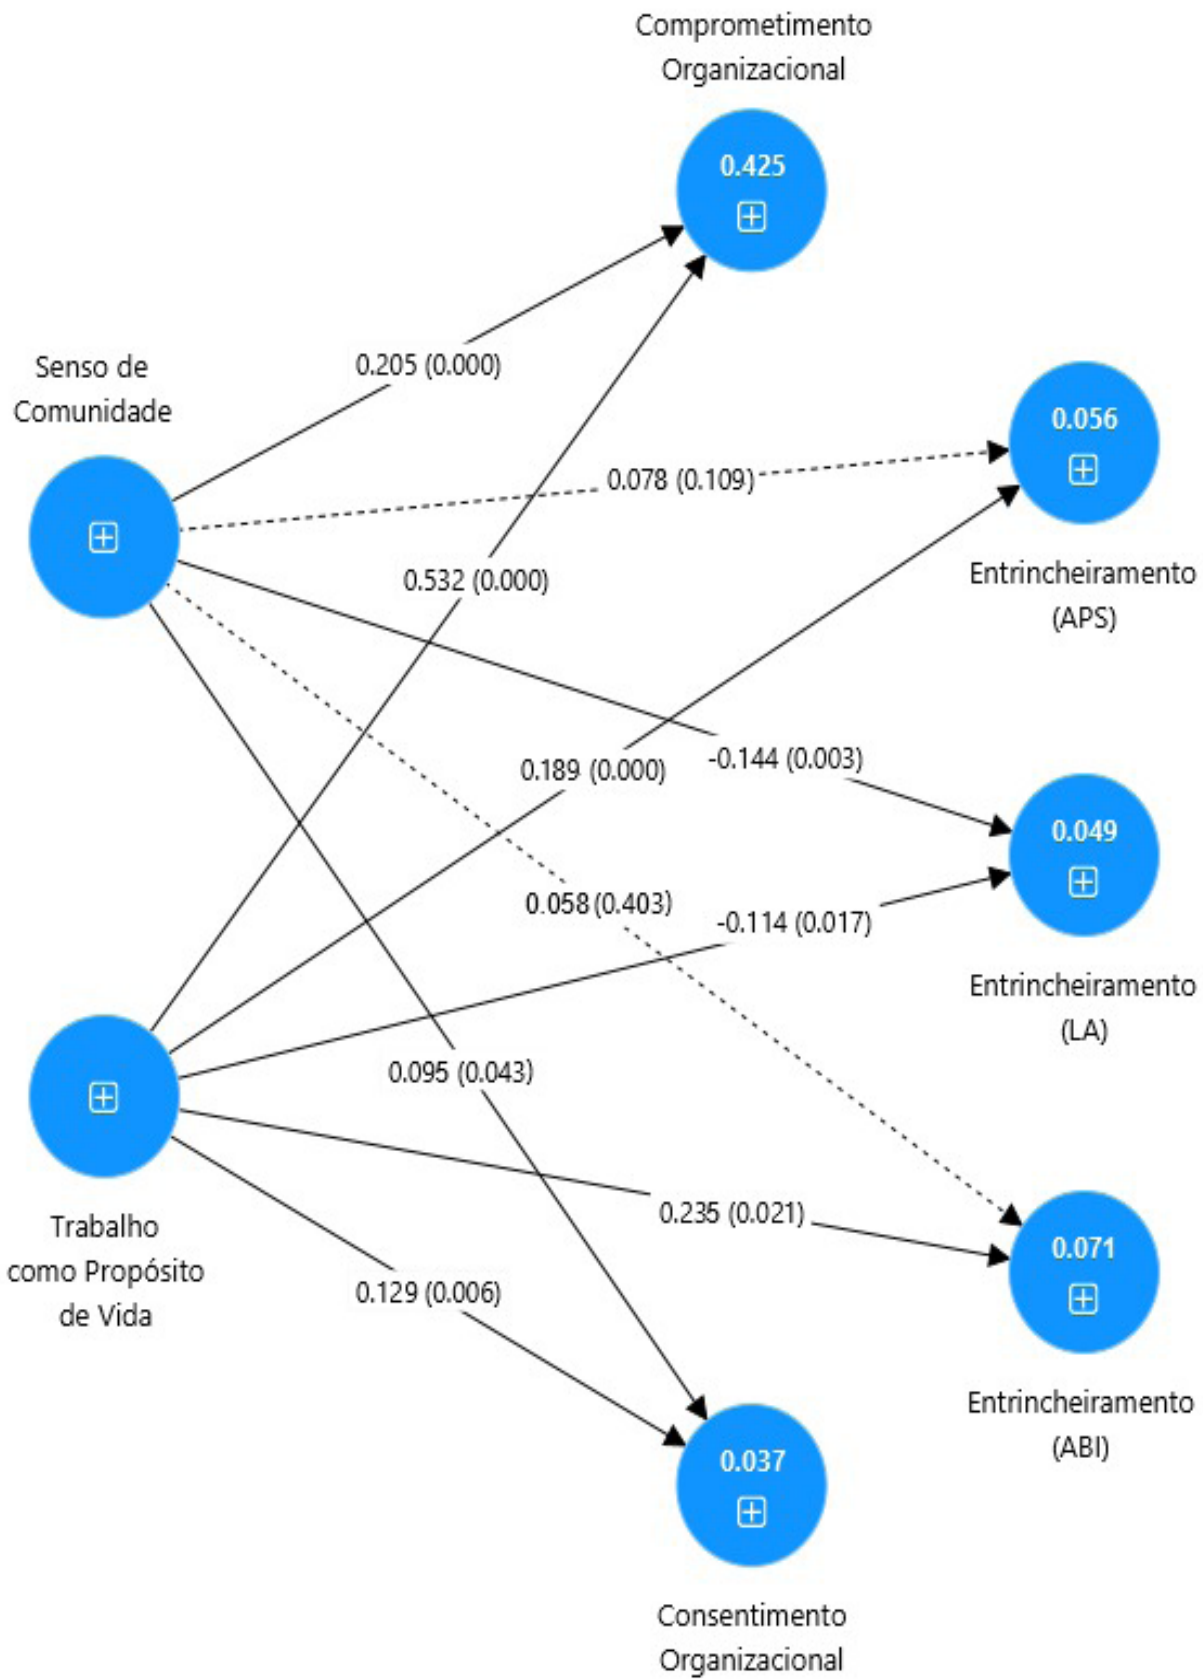 Comprometimento
Organizacional
0.425
0.205 (0.000)
Senso de
Comunidade
0.056
0.078 (0.109)
0.532 (0.000)
Entrincheiramento
(APS)
0.189 (0.000)
-0.144 (0.003)
0.049
0.058 (0.403)
-0.114 (0.017)
Entrincheiramento
(LA)
0.095 (0.043)
Trabalho
como Propósito
de Vida
0.235 (0.021)
0.071
0.129 (0.006)
Entrincheiramento
(ABI)
0.037
Consentimento
Organizacional